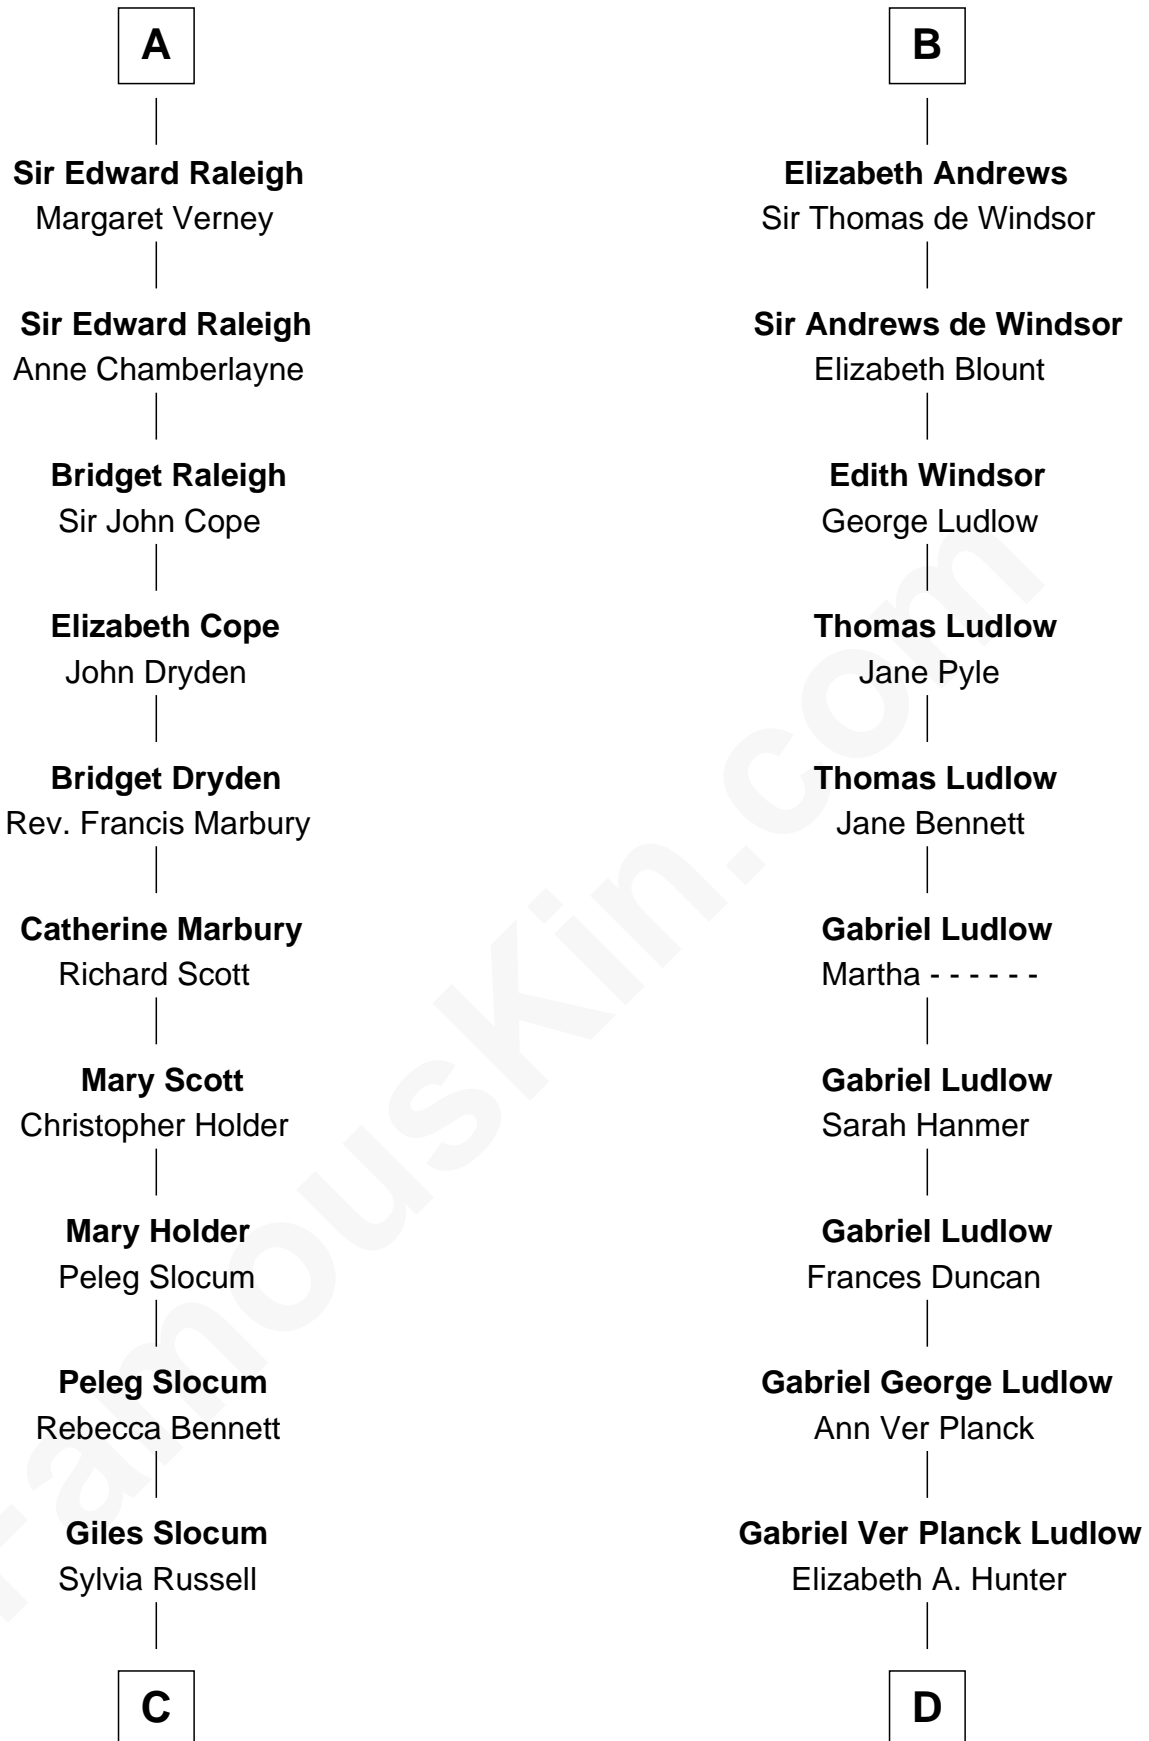 A
Sir Edward Raleigh
Margaret Verney
Sir Edward Raleigh
Anne Chamberlayne
Bridget Raleigh
Sir John Cope
Elizabeth Cope
John Dryden
Bridget Dryden
Rev. Francis Marbury
Catherine Marbury
Richard Scott
Mary Scott
Christopher Holder
Mary Holder
Peleg Slocum
Peleg Slocum
Rebecca Bennett
Giles Slocum
Sylvia Russell
C
B
Elizabeth Andrews
Sir Thomas de Windsor
Sir Andrews de Windsor
Elizabeth Blount
Edith Windsor
George Ludlow
Thomas Ludlow
Jane Pyle
Thomas Ludlow
Jane Bennett
Gabriel Ludlow
Martha - - - - - -
Gabriel Ludlow
Sarah Hanmer
Gabriel Ludlow
Frances Duncan
Gabriel George Ludlow
Ann Ver Planck
Gabriel Ver Planck Ludlow
Elizabeth A. Hunter
D
FamousKin.com